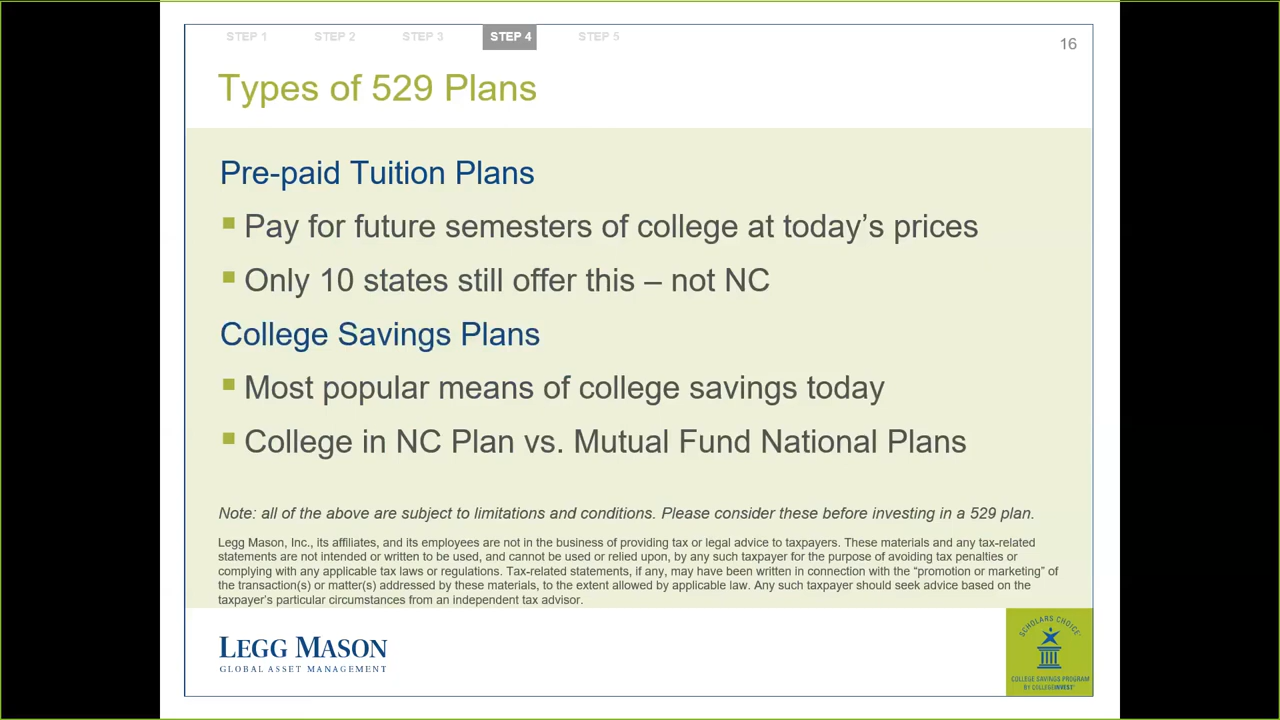 STEP 1 STEP 2 STEP 3 STEP 4 STEP 5
16
Types of 529 Plans
Pre-paid Tuition Plans
Pay for future semesters of college at today’s prices
Only 10 states still offer this – not NC
College Savings Plans
Most popular means of college savings today
College in NC Plan vs. Mutual Fund National Plans
Note: all of the above are subject to limitations and conditions. Please consider these before investing in a 529 plan.
Legg Mason, Inc., its affiliates, and its employees are not in the business of providing tax or legal advice to taxpayers. These materials and any tax-related
statements are not intended or written to be used, and cannot be used or relied upon, by any such taxpayer for the purpose of avoiding tax penalties or
complying with any applicable tax laws or regulations. Tax-related statements, if any, may have been written in connection with the “promotion or marketing” of
the transaction(s) or matter(s) addressed by these materials, to the extent allowed by applicable law. Any such taxpayer should seek advice based on the
taxpayer’s particular circumstances from an independent tax advisor.
LEGG MASON
GLOBAL ASSET MANAGEMENT
SCHOLARS CHOICE
COLLEGE SAVINGS PROGRAM
BY COLLEGEINVEST